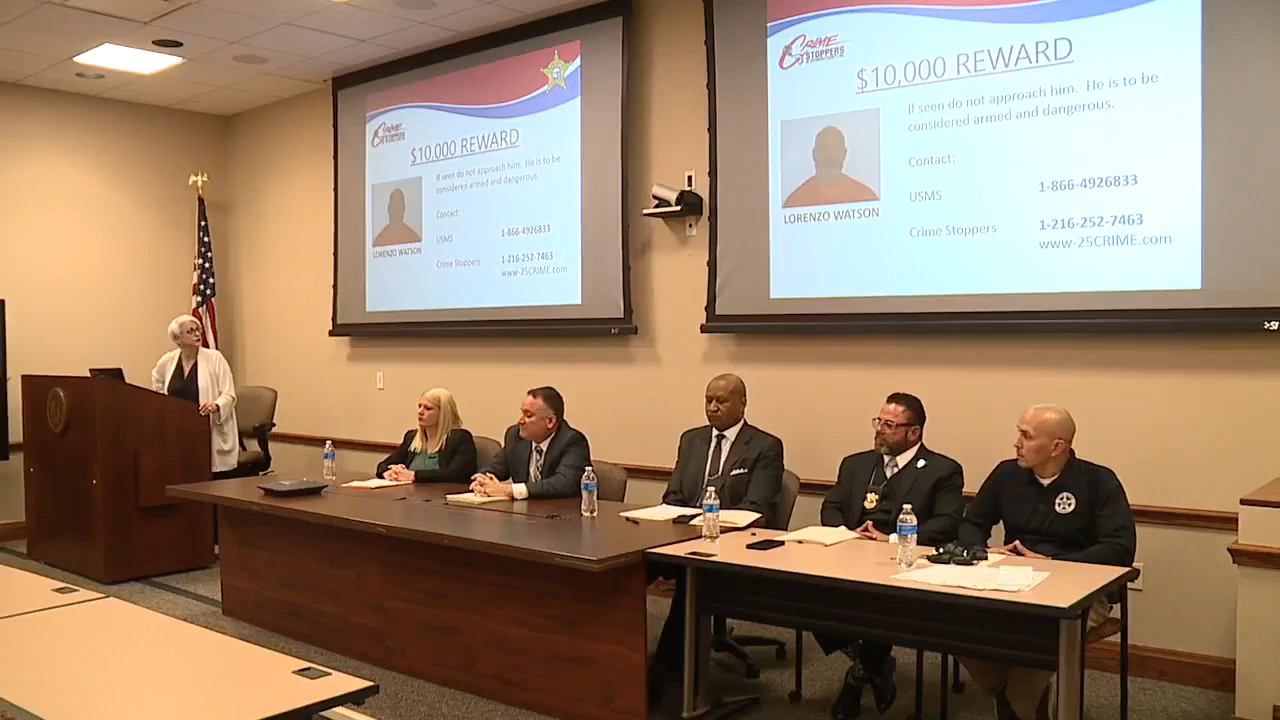 CRIME
STOPPERS
$10,000 REWARD
If seen do not approach him. He is to be
considered armed and dangerous.
LORENZO WATSON
Contact:
USMS 1-866-4926833
Crime Stoppers 1-216-252-7463
www-25CRIME.com
CRIME
STOPPERS
$10,000 REWARD
If seen do not approach him. He is to be
considered armed and dangerous.
LORENZO WATSON
Contact:
USMS 1-866-4926833
Crime Stoppers 1-216-252-7463
www-25CRIME.com